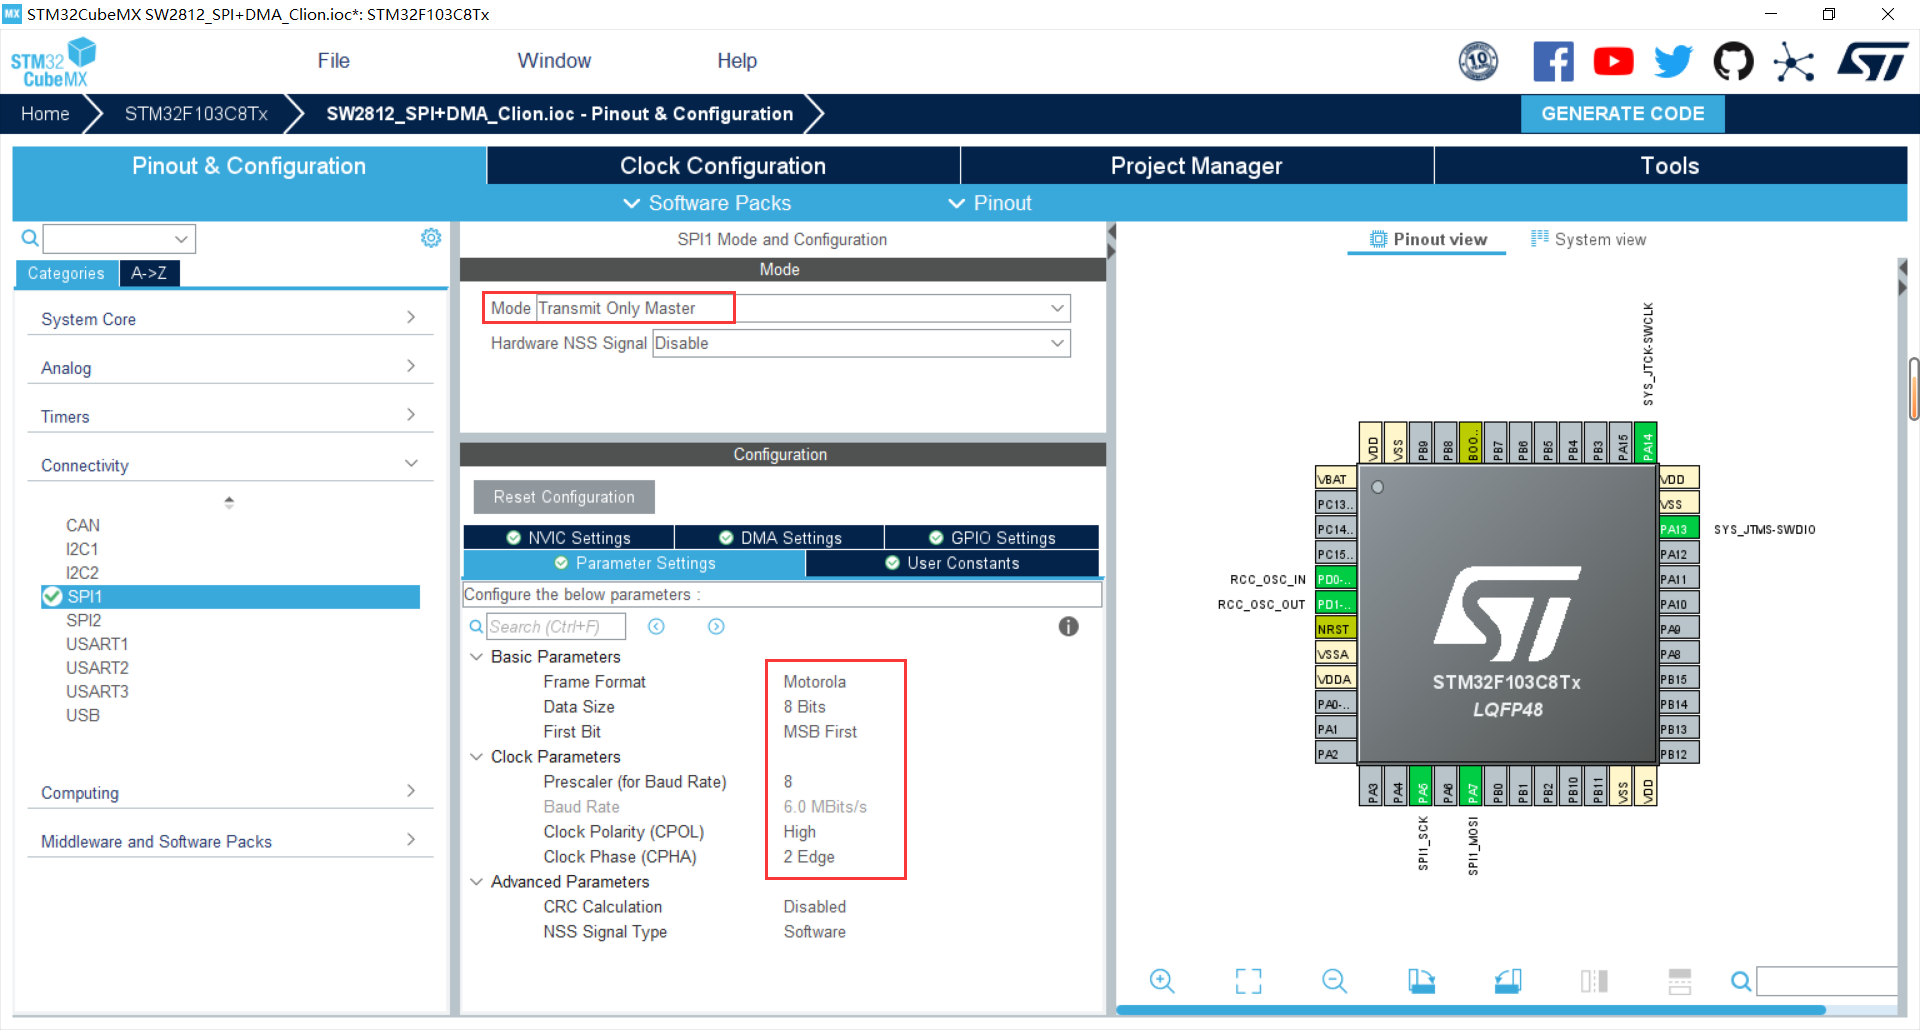 MX STM32CubeMX SW2812_SPI+DMA_Clion.ioc*: STM32F103C8Tx
STM32 CubeMX
File
Window
Help
10
Home
STM32F103C8Tx
SW2812_SPI+DMA_Clion.ioc - Pinout & Configuration
GENERATE CODE
Pinout & Configuration
Clock Configuration
Project Manager
Tools
Software Packs
Pinout
Categories
A->Z
System Core
Analog
Timers
Connectivity
CAN
I2C1
I2C2
SPI1
SPI2
USART1
USART2
USART3
USB
Computing
Middleware and Software Packs
SPI1 Mode and Configuration
Mode
Mode Transmit Only Master
Hardware NSS Signal Disable
Configuration
Reset Configuration
NVIC Settings
DMA Settings
GPIO Settings
Parameter Settings
User Constants
Configure the below parameters :
Search (Ctrl+F)
Basic Parameters
Frame Format Motorola
Data Size 8 Bits
First Bit MSB First
Clock Parameters
Prescaler (for Baud Rate) 8
Baud Rate 6.0 MBits/s
Clock Polarity (CPOL) High
Clock Phase (CPHA) 2 Edge
Advanced Parameters
CRC Calculation Disabled
NSS Signal Type Software
Pinout view
System view
SYS_JTCK-SWCLK
VDD
VSS
PB9
PB8
BOO..
PB7
PB6
PB5
PB4
PB3
PA15
PA14
VBAT
PC13..
PC14..
PC15..
RCC_OSC_IN PD0-..
RCC_OSC_OUT PD1-..
NRST
VSSA
VDDA
PA0-..
PA1
PA2
VDD
VSS
PA13 SYS_JTMS-SWDIO
PA12
PA11
PA10
PA9
PA8
PB15
PB14
PB13
PB12
ST
STM32F103C8Tx
LQFP48
PA3
PA4
PA5
PA6
PA7
PB0
PB1
PB2
PB10
PB11
VSS
VDD
SPI1_SCK
SPI1_MOSI